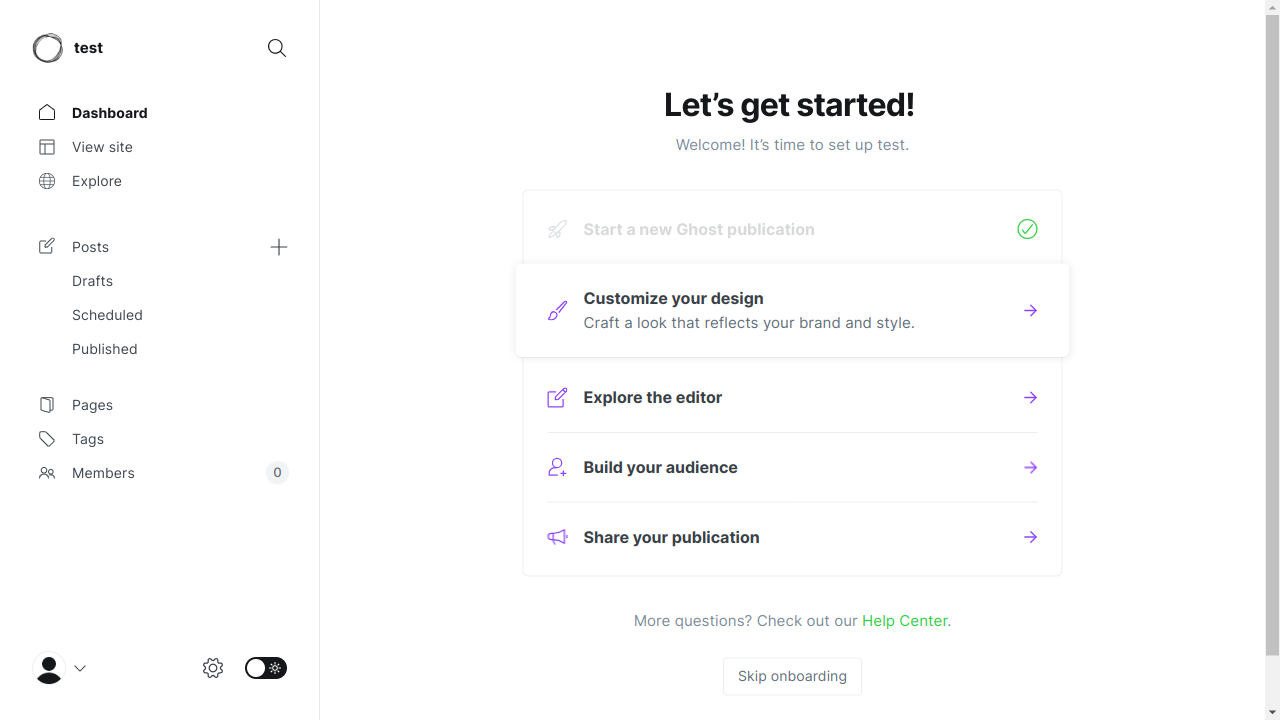 test
Dashboard
View site
Explore
Posts
Drafts
Scheduled
Published
Pages
Tags
Members
0
Let’s get started!
Welcome! It’s time to set up test.
Start a new Ghost publication
Customize your design
Craft a look that reflects your brand and style.
Explore the editor
Build your audience
Share your publication
More questions? Check out our Help Center.
Skip onboarding